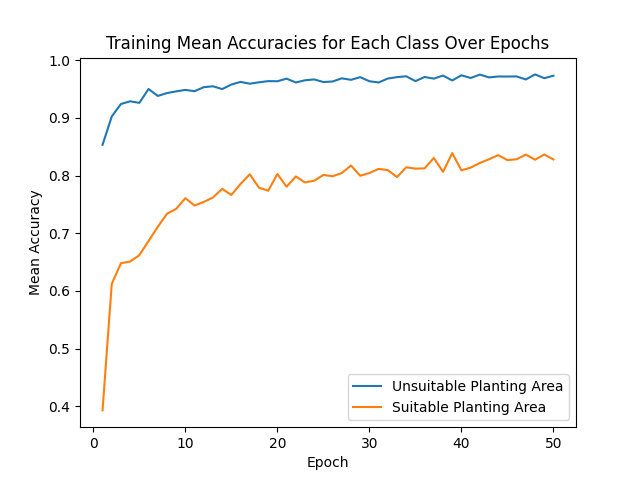 Training Mean Accuracies for Each Class Over Epochs
1.0
0.9
0.8
0.7
0.6
0.5
0.4
Mean Accuracy
Unsuitable Planting Area
Suitable Planting Area
0 10 20 30 40 50
Epoch